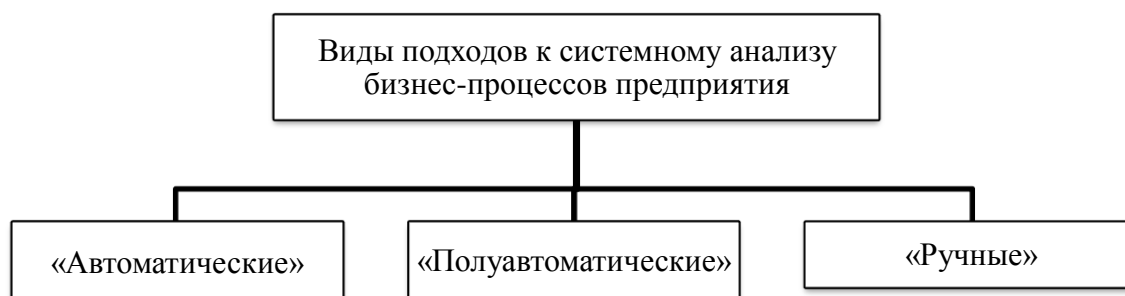 Виды подходов к системному анализу
бизнес-процессов предприятия
«Автоматические»
«Полуавтоматические»
«Ручные»